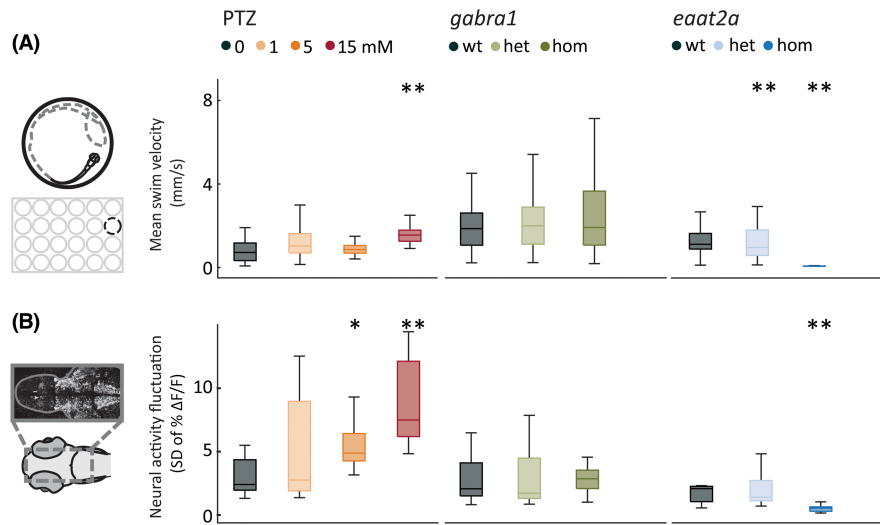 PTZ gabra1 eaat2a
(A)
0 1 5 15 mM wt het hom wt het hom
** ** **
8
4
0
Mean swim velocity
(mm/s)
(B)
* ** **
10
5
0
Neural activity fluctuation
(SD of % ΔF/F)